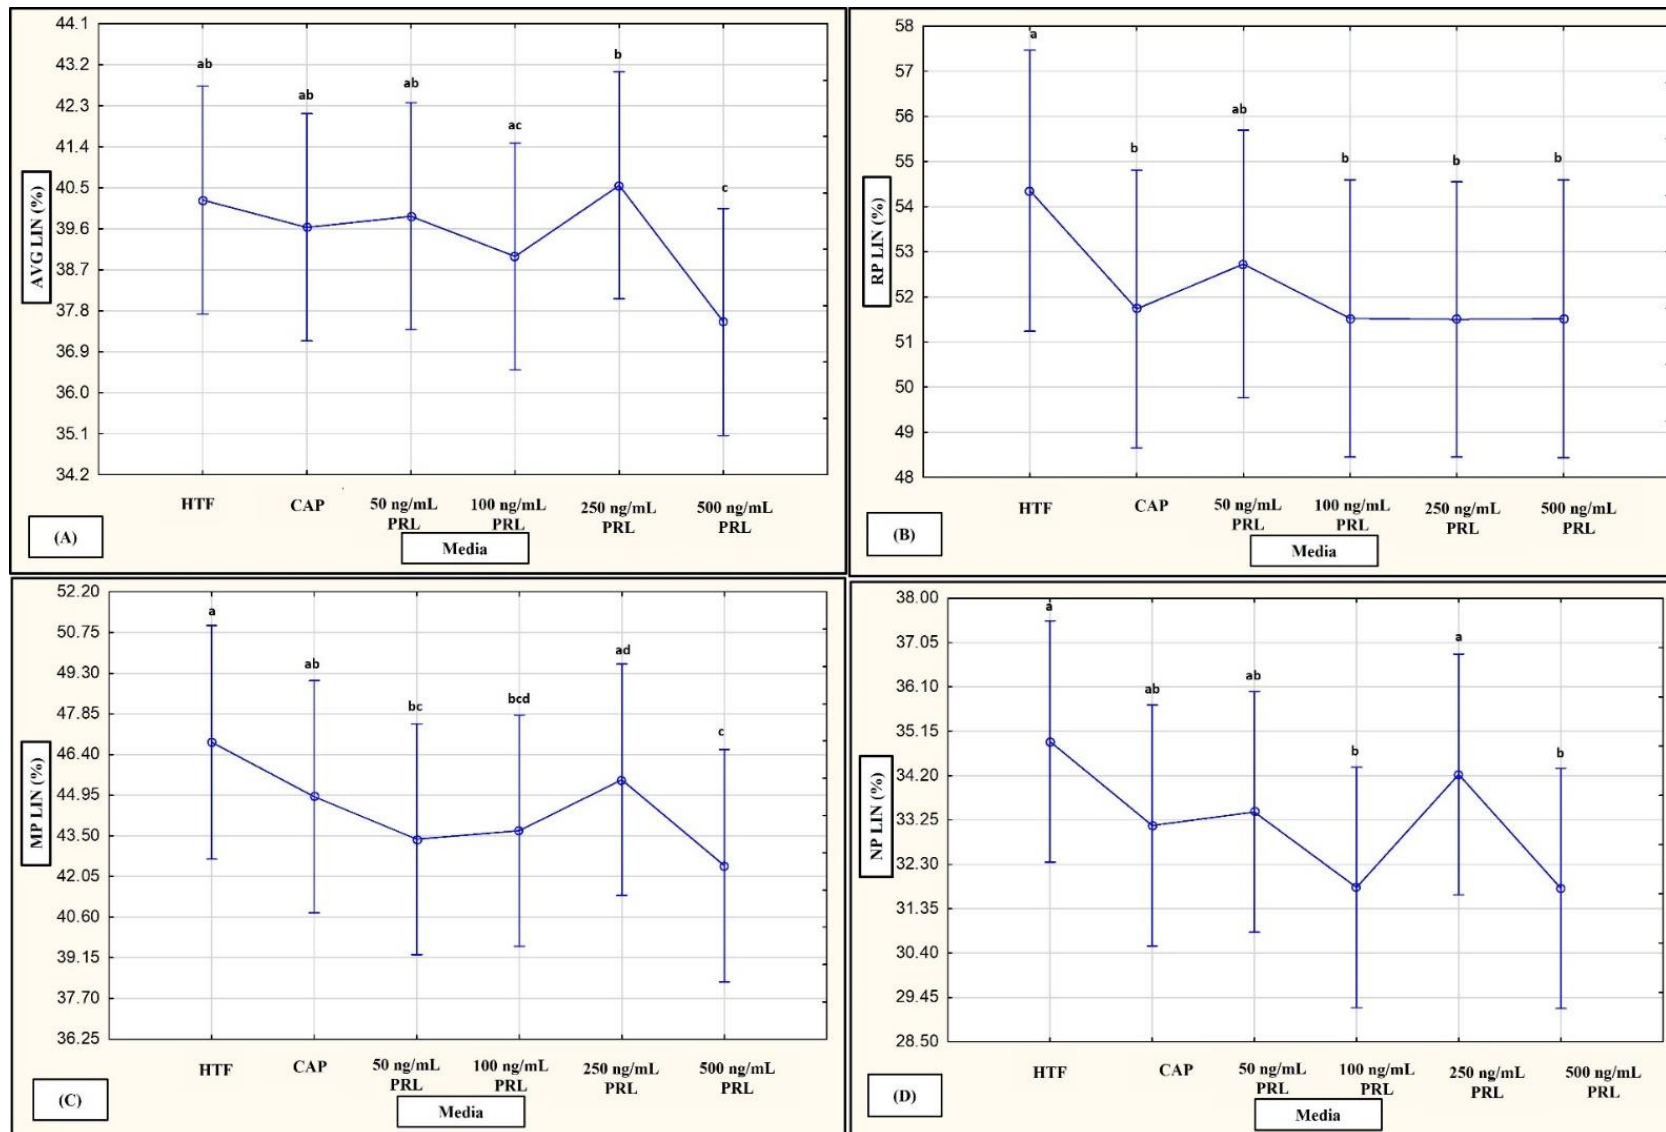 44.1
43.2
42.3
41.4
40.5
39.6
38.7
37.8
36.9
36.0
35.1
34.2
AVG LIN (%)
ab
ab
ab
ac
b
c
HTF
CAP
50 ng/mL
PRL
100 ng/mL
PRL
250 ng/mL
PRL
500 ng/mL
PRL
(A)
Media
58
57
56
55
54
53
52
51
50
49
48
RP LIN (%)
a
b
ab
b
b
b
HTF
CAP
50 ng/mL
PRL
100 ng/mL
PRL
250 ng/mL
PRL
500 ng/mL
PRL
(B)
Media
52.20
50.75
49.30
47.85
46.40
44.95
43.50
42.05
40.60
39.15
37.70
36.25
MP LIN (%)
a
ab
bc
bcd
ad
c
HTF
CAP
50 ng/mL
PRL
100 ng/mL
PRL
250 ng/mL
PRL
500 ng/mL
PRL
(C)
Media
38.00
37.05
36.10
35.15
34.20
33.25
32.30
31.35
30.40
29.45
28.50
NP LIN (%)
a
ab
ab
b
a
b
HTF
CAP
50 ng/mL
PRL
100 ng/mL
PRL
250 ng/mL
PRL
500 ng/mL
PRL
(D)
Media